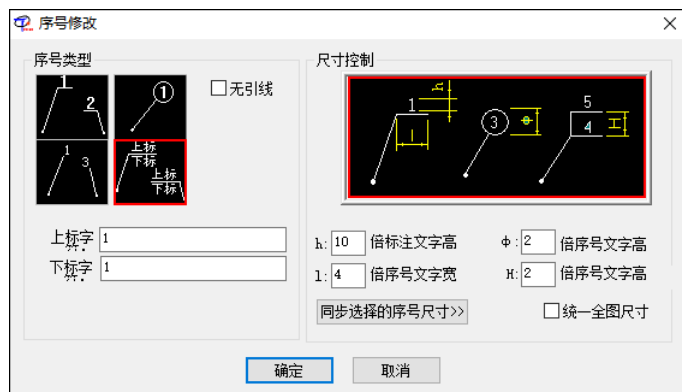 序号修改
序号类型
1
2
1
无引线
1
3
上标
下标
上标
下标
上标字
1
下标字
1
尺寸控制
1
h
l
3
ϕ
5
4
H
h: 10 倍标注文字高
ϕ: 2 倍序号文字高
l: 4 倍序号文字宽
H: 2 倍序号文字高
同步选择的序号尺寸>>
统一全图尺寸
确定
取消